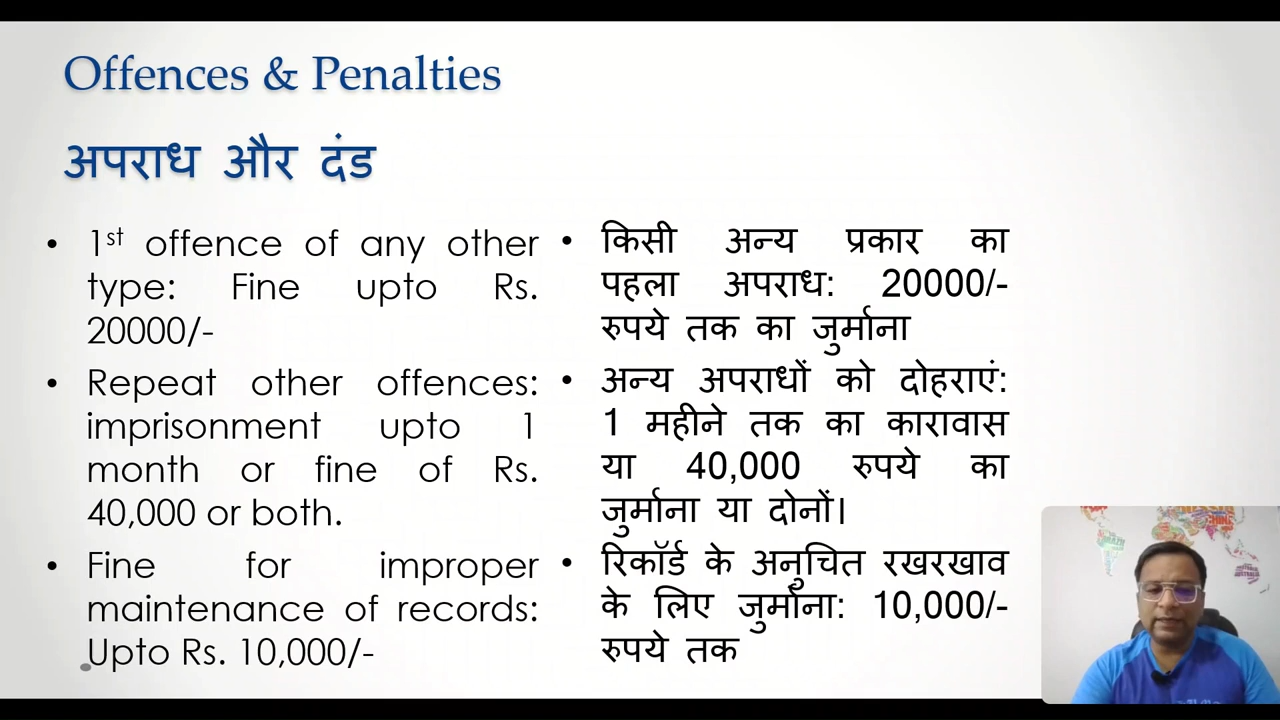 Offences & Penalties
अपराध और दंड
• 1st offence of any other
type: Fine upto Rs.
20000/-
• Repeat other offences:
imprisonment upto 1
month or fine of Rs.
40,000 or both.
• Fine for improper
maintenance of records:
Upto Rs. 10,000/-
• किसी अन्य प्रकार का
पहला अपराध: 20000/-
रुपये तक का जुर्माना
• अन्य अपराधों को दोहराएं:
1 महीने तक का कारावास
या 40,000 रुपये का
जुर्माना या दोनों।
• रिकॉर्ड के अनुचित रखरखाव
के लिए जुर्माना: 10,000/-
रुपये तक